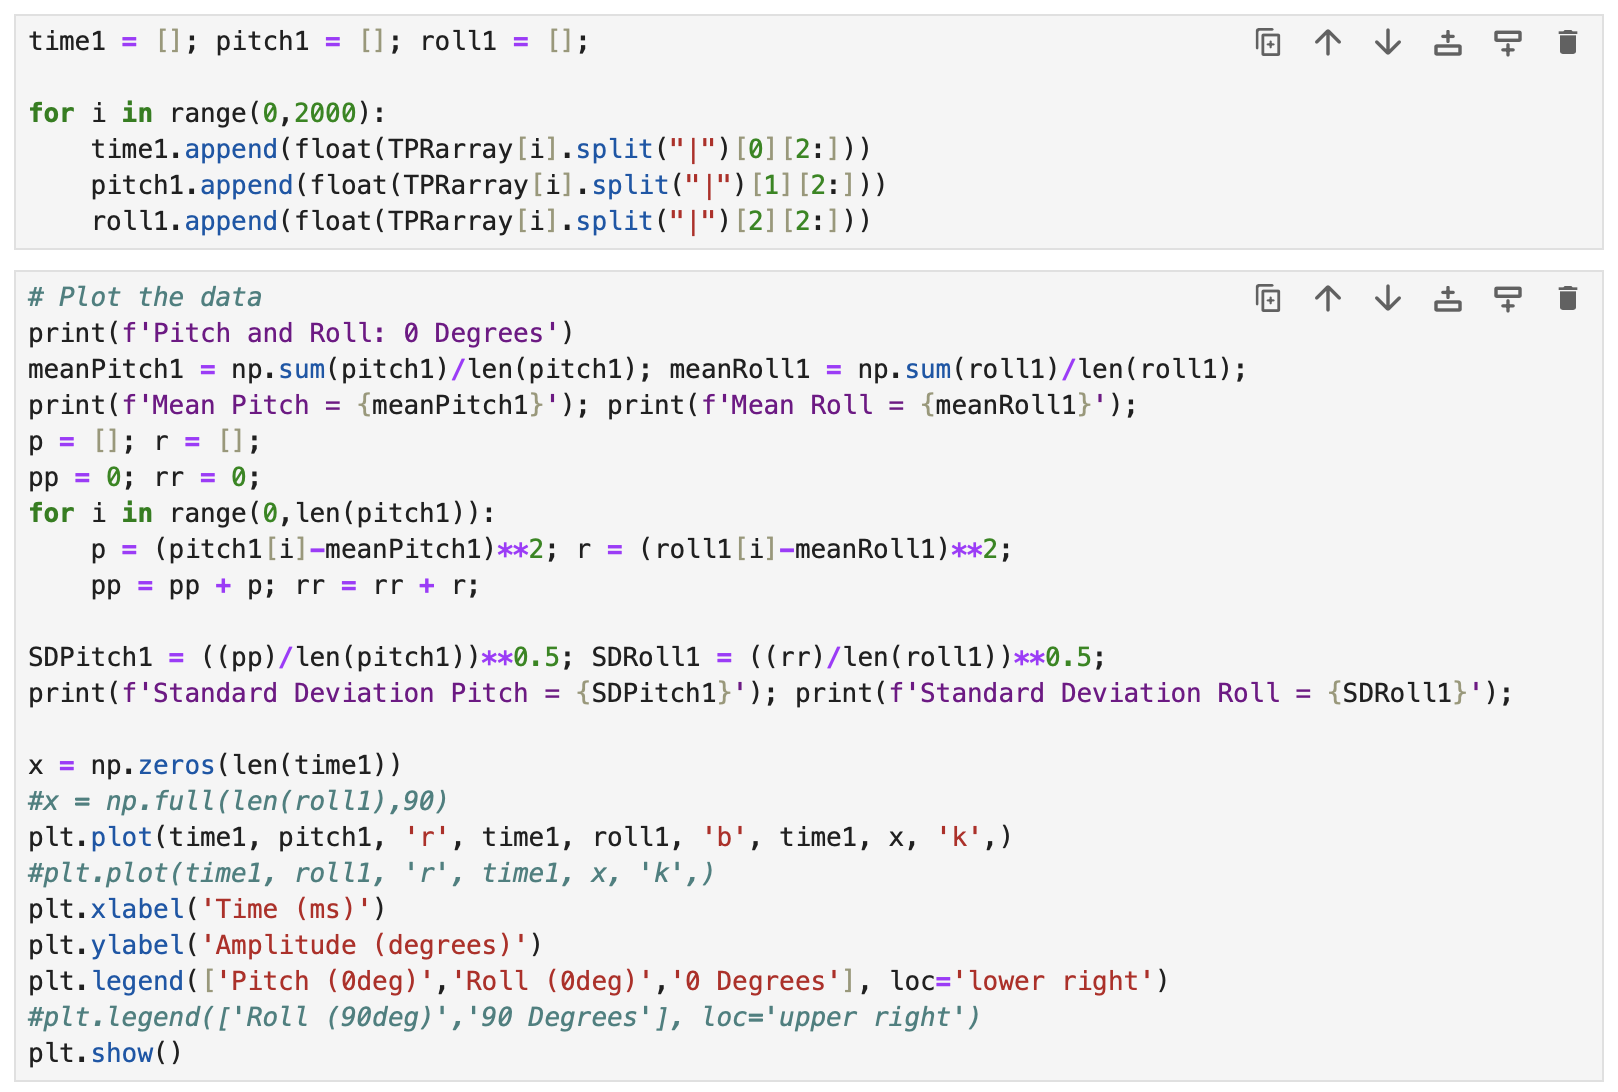 time1 = []; pitch1 = []; roll1 = [];

for i in range(0,2000):
    time1.append(float(TPRarray[i].split("|")[0][2:]))
    pitch1.append(float(TPRarray[i].split("|")[1][2:]))
    roll1.append(float(TPRarray[i].split("|")[2][2:]))

# Plot the data
print(f'Pitch and Roll: 0 Degrees')
meanPitch1 = np.sum(pitch1)/len(pitch1); meanRoll1 = np.sum(roll1)/len(roll1);
print(f'Mean Pitch = {meanPitch1}'); print(f'Mean Roll = {meanRoll1}');
p = []; r = [];
pp = 0; rr = 0;
for i in range(0,len(pitch1)):
    p = (pitch1[i]-meanPitch1)**2; r = (roll1[i]-meanRoll1)**2;
    pp = pp + p; rr = rr + r;

SDPitch1 = ((pp)/len(pitch1))**0.5; SDRoll1 = ((rr)/len(roll1))**0.5;
print(f'Standard Deviation Pitch = {SDPitch1}'); print(f'Standard Deviation Roll = {SDRoll1}');

x = np.zeros(len(time1))
#x = np.full(len(roll1),90)
plt.plot(time1, pitch1, 'r', time1, roll1, 'b', time1, x, 'k',)
#plt.plot(time1, roll1, 'r', time1, x, 'k',)
plt.xlabel('Time (ms)')
plt.ylabel('Amplitude (degrees)')
plt.legend(['Pitch (0deg)','Roll (0deg)','0 Degrees'], loc='lower right')
#plt.legend(['Roll (90deg)','90 Degrees'], loc='upper right')
plt.show()